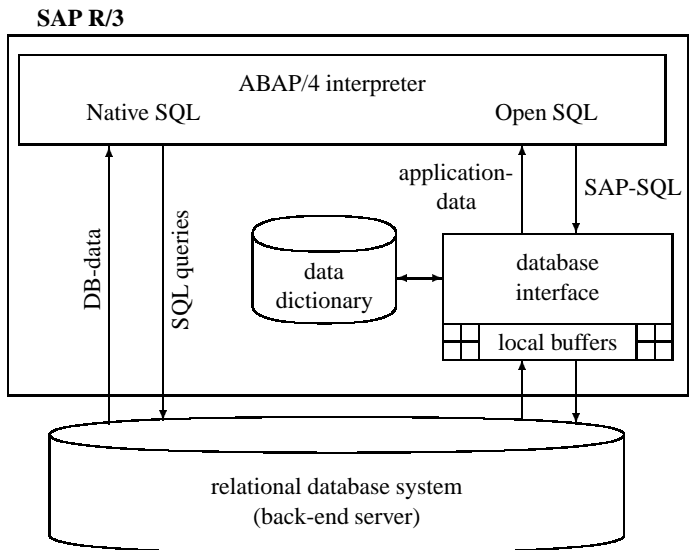 SAP R/3
ABAP/4 interpreter
Native SQL
Open SQL
application-
data
SAP-SQL
DB-data
SQL queries
data
dictionary
database
interface
local buffers
relational database system
(back-end server)